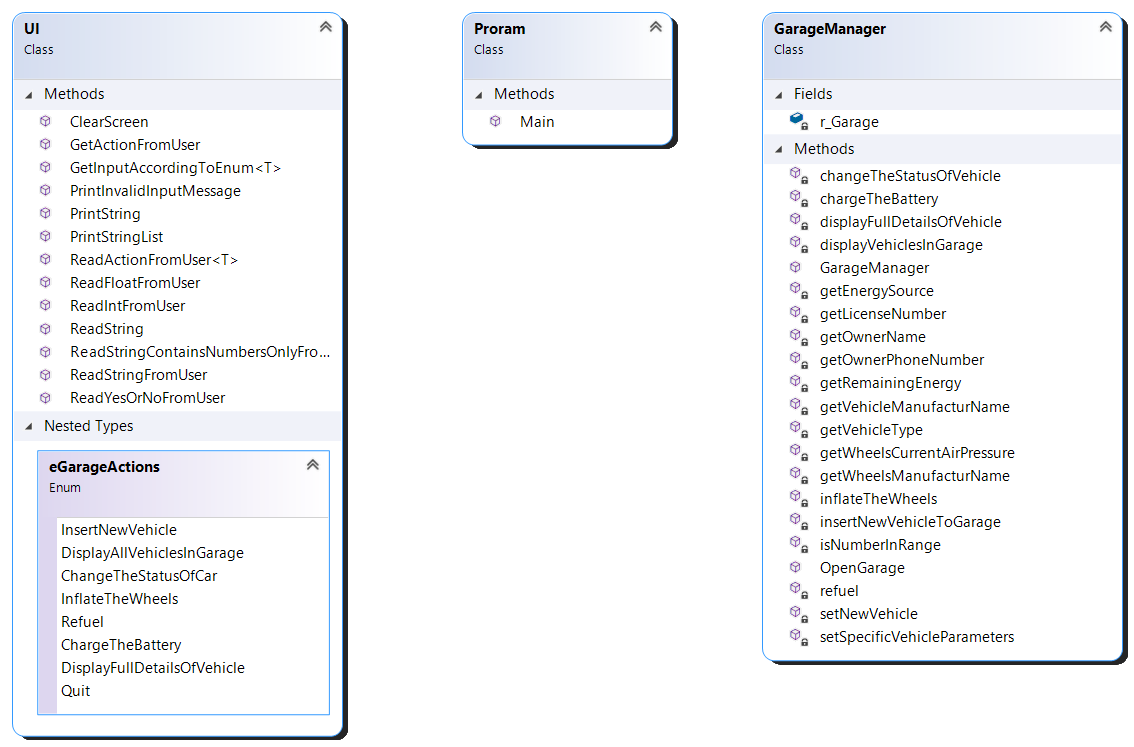 UI
Class
Methods
ClearScreen
GetActionFromUser
GetInputAccordingToEnum<T>
PrintInvalidInputMessage
PrintString
PrintStringList
ReadActionFromUser<T>
ReadFloatFromUser
ReadIntFromUser
ReadString
ReadStringContainsNumbersOnlyFro...
ReadStringFromUser
ReadYesOrNoFromUser
Nested Types
eGarageActions
Enum
InsertNewVehicle
DisplayAllVehiclesInGarage
ChangeTheStatusOfCar
InflateTheWheels
Refuel
ChargeTheBattery
DisplayFullDetailsOfVehicle
Quit
Proram
Class
Methods
Main
GarageManager
Class
Fields
r_Garage
Methods
changeTheStatusOfVehicle
chargeTheBattery
displayFullDetailsOfVehicle
displayVehiclesInGarage
GarageManager
getEnergySource
getLicenseNumber
getOwnerName
getOwnerPhoneNumber
getRemainingEnergy
getVehicleManufacturName
getVehicleType
getWheelsCurrentAirPressure
getWheelsManufacturName
inflateTheWheels
insertNewVehicleToGarage
isNumberInRange
OpenGarage
refuel
setNewVehicle
setSpecificVehicleParameters